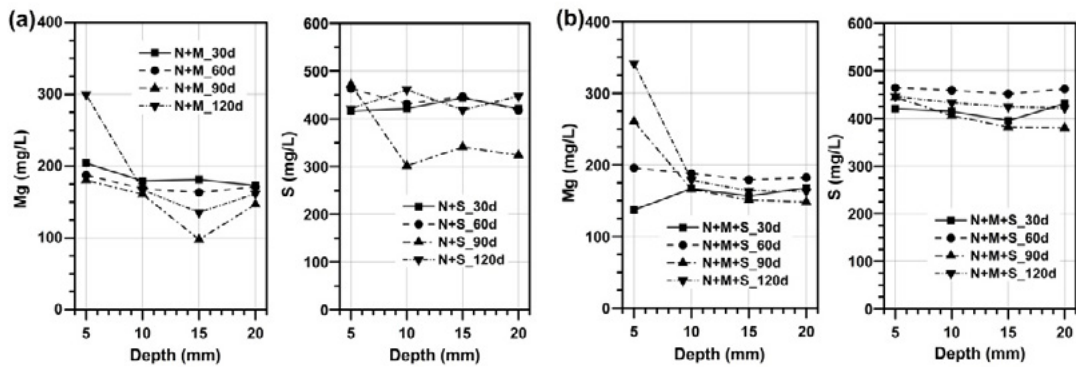 (a)
400
300
200
100
0
Mg (mg/L)
N+M_30d
N+M_60d
N+M_90d
N+M_120d
5 10 15 20
Depth (mm)
600
500
400
300
200
100
0
S (mg/L)
N+S_30d
N+S_60d
N+S_90d
N+S_120d
5 10 15 20
Depth (mm)
(b)
400
300
200
100
0
Mg (mg/L)
N+M+S_30d
N+M+S_60d
N+M+S_90d
N+M+S_120d
5 10 15 20
Depth (mm)
600
500
400
300
200
100
0
S (mg/L)
N+M+S_30d
N+M+S_60d
N+M+S_90d
N+M+S_120d
5 10 15 20
Depth (mm)